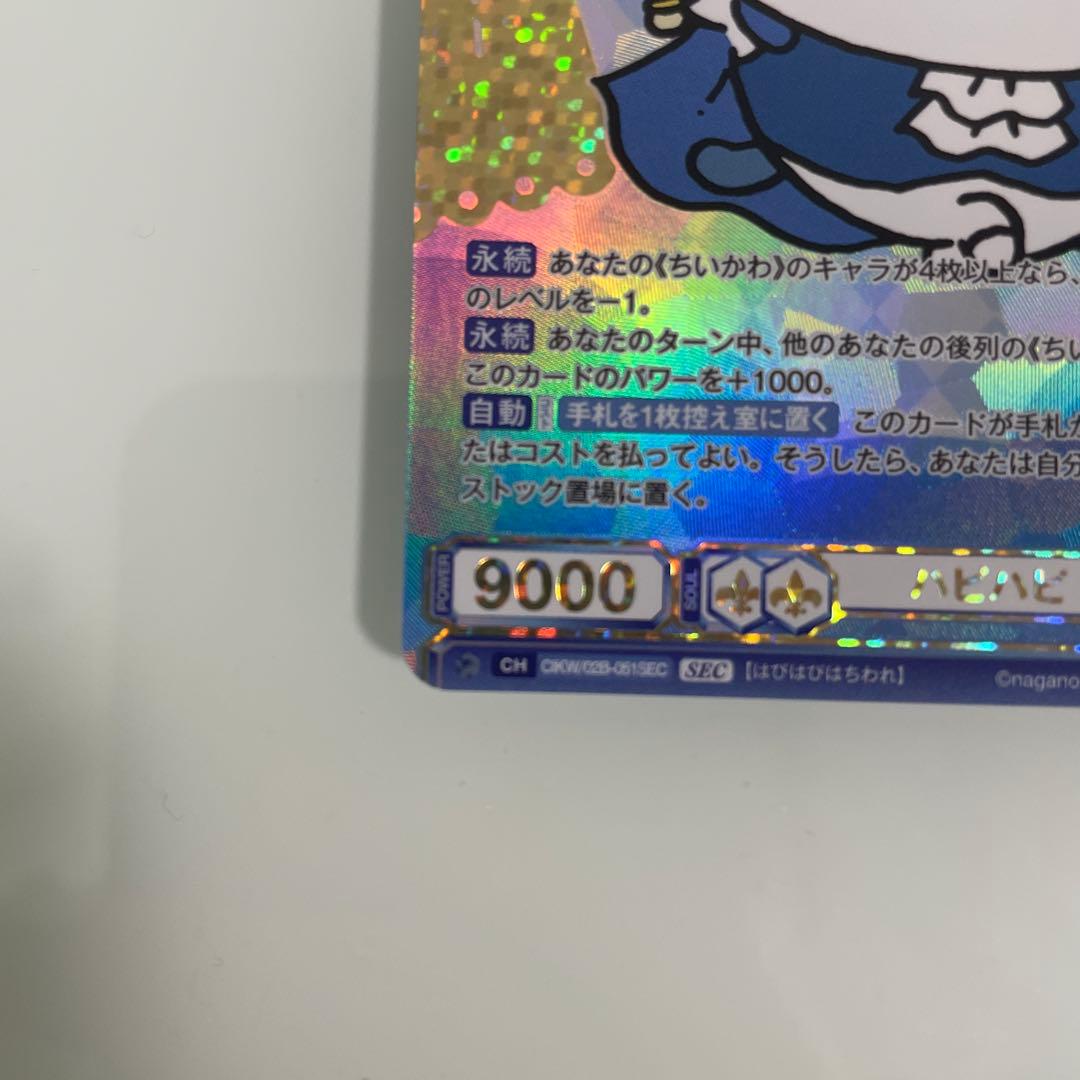 永続 あなたの《ちいかわ》のキャラが4枚以上なら、
のレベルを－1。
永続 あなたのターン中、他のあなたの後列の《ちい
このカードのパワーを＋1000。
自動 手札を1枚控え室に置く このカードが手札か
たはコストを払ってよい。そうしたら、あなたは自分
ストック置場に置く。
POWER 9000 SOUL ハピハピ
CH CIKW/02B-051SEC SEC 【はぴはぴはちわれ】 ©nagano